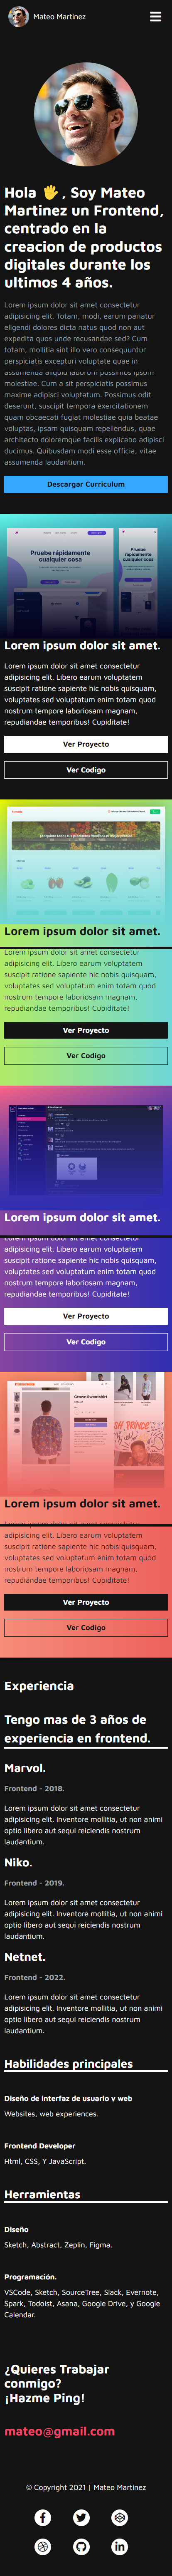 Mateo Martinez
Hola 🖐, Soy Mateo
Martinez un Frontend,
centrado en la
creacion de productos
digitales durante los
ultimos 4 años.
Lorem ipsum dolor sit amet consectetur
adipisicing elit. Totam, modi, earum pariatur
eligendi dolores dicta natus quod non aut
expedita quos unde recusandae sed? Cum
totam, mollitia sint illo vero consequuntur
perspiciatis excepturi voluptate quae in
assumenda aliquid laborum possimus ipsum
molestiae. Cum a sit perspiciatis possimus
maxime adipisci voluptatum. Possimus odit
deserunt, suscipit tempora exercitationem
quam obcaecati fugiat molestiae quia beatae
voluptas, ipsam quisquam repellendus, quae
architecto doloremque facilis explicabo adipisci
ducimus. Quibusdam modi esse officia, vitae
assumenda laudantium.
Descargar Curriculum
Pruebe rápidamente
cualquier cosa
Pruebe rápidamente
cualquier cosa
Lorem ipsum dolor sit amet.
Lorem ipsum dolor sit amet consectetur
adipisicing elit. Libero earum voluptatem
suscipit ratione sapiente hic nobis quisquam,
voluptates sed voluptatum enim totam quod
nostrum tempore laboriosam magnam,
repudiandae temporibus! Cupiditate!
Ver Proyecto
Ver Codigo
Lorem ipsum dolor sit amet.
Lorem ipsum dolor sit amet consectetur
adipisicing elit. Libero earum voluptatem
suscipit ratione sapiente hic nobis quisquam,
voluptates sed voluptatum enim totam quod
nostrum tempore laboriosam magnam,
repudiandae temporibus! Cupiditate!
Ver Proyecto
Ver Codigo
Lorem ipsum dolor sit amet.
Lorem ipsum dolor sit amet consectetur
adipisicing elit. Libero earum voluptatem
suscipit ratione sapiente hic nobis quisquam,
voluptates sed voluptatum enim totam quod
nostrum tempore laboriosam magnam,
repudiandae temporibus! Cupiditate!
Ver Proyecto
Ver Codigo
Crown Sweatshirt
Lorem ipsum dolor sit amet.
Lorem ipsum dolor sit amet consectetur
adipisicing elit. Libero earum voluptatem
suscipit ratione sapiente hic nobis quisquam,
voluptates sed voluptatum enim totam quod
nostrum tempore laboriosam magnam,
repudiandae temporibus! Cupiditate!
Ver Proyecto
Ver Codigo
Experiencia
Tengo mas de 3 años de
experiencia en frontend.
Marvol.
Frontend - 2018.
Lorem ipsum dolor sit amet consectetur
adipisicing elit. Inventore mollitia, ut non animi
optio libero aut sequi reiciendis nostrum
laudantium.
Niko.
Frontend - 2019.
Lorem ipsum dolor sit amet consectetur
adipisicing elit. Inventore mollitia, ut non animi
optio libero aut sequi reiciendis nostrum
laudantium.
Netnet.
Frontend - 2022.
Lorem ipsum dolor sit amet consectetur
adipisicing elit. Inventore mollitia, ut non animi
optio libero aut sequi reiciendis nostrum
laudantium.
Habilidades principales
Diseño de interfaz de usuario y web
Websites, web experiences.
Frontend Developer
Html, CSS, Y JavaScript.
Herramientas
Diseño
Sketch, Abstract, Zeplin, Figma.
Programación.
VSCode, Sketch, SourceTree, Slack, Evernote,
Spark, Todoist, Asana, Google Drive, y Google
Calendar.
¿Quieres Trabajar
conmigo?
¡Hazme Ping!
mateo@gmail.com
© Copyright 2021 | Mateo Martinez